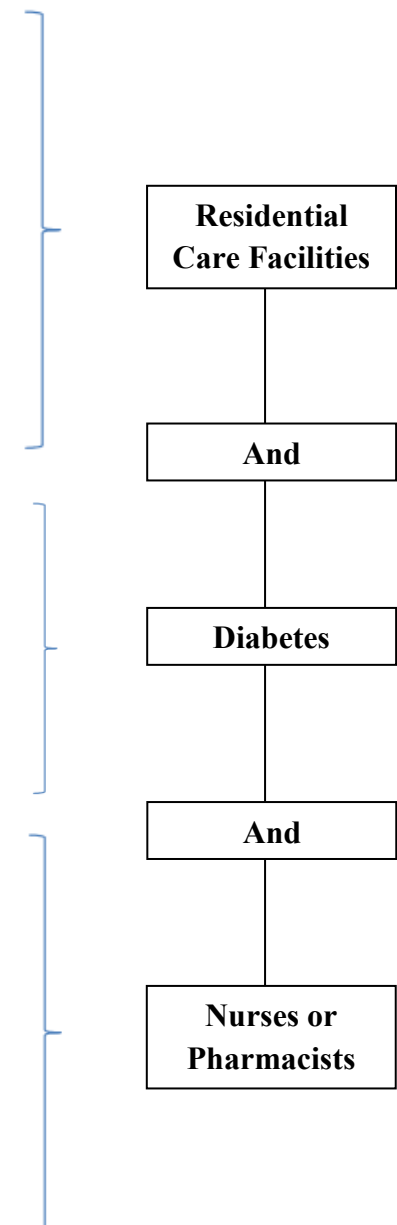 Residential
Care Facilities
And
Diabetes
And
Nurses or
Pharmacists